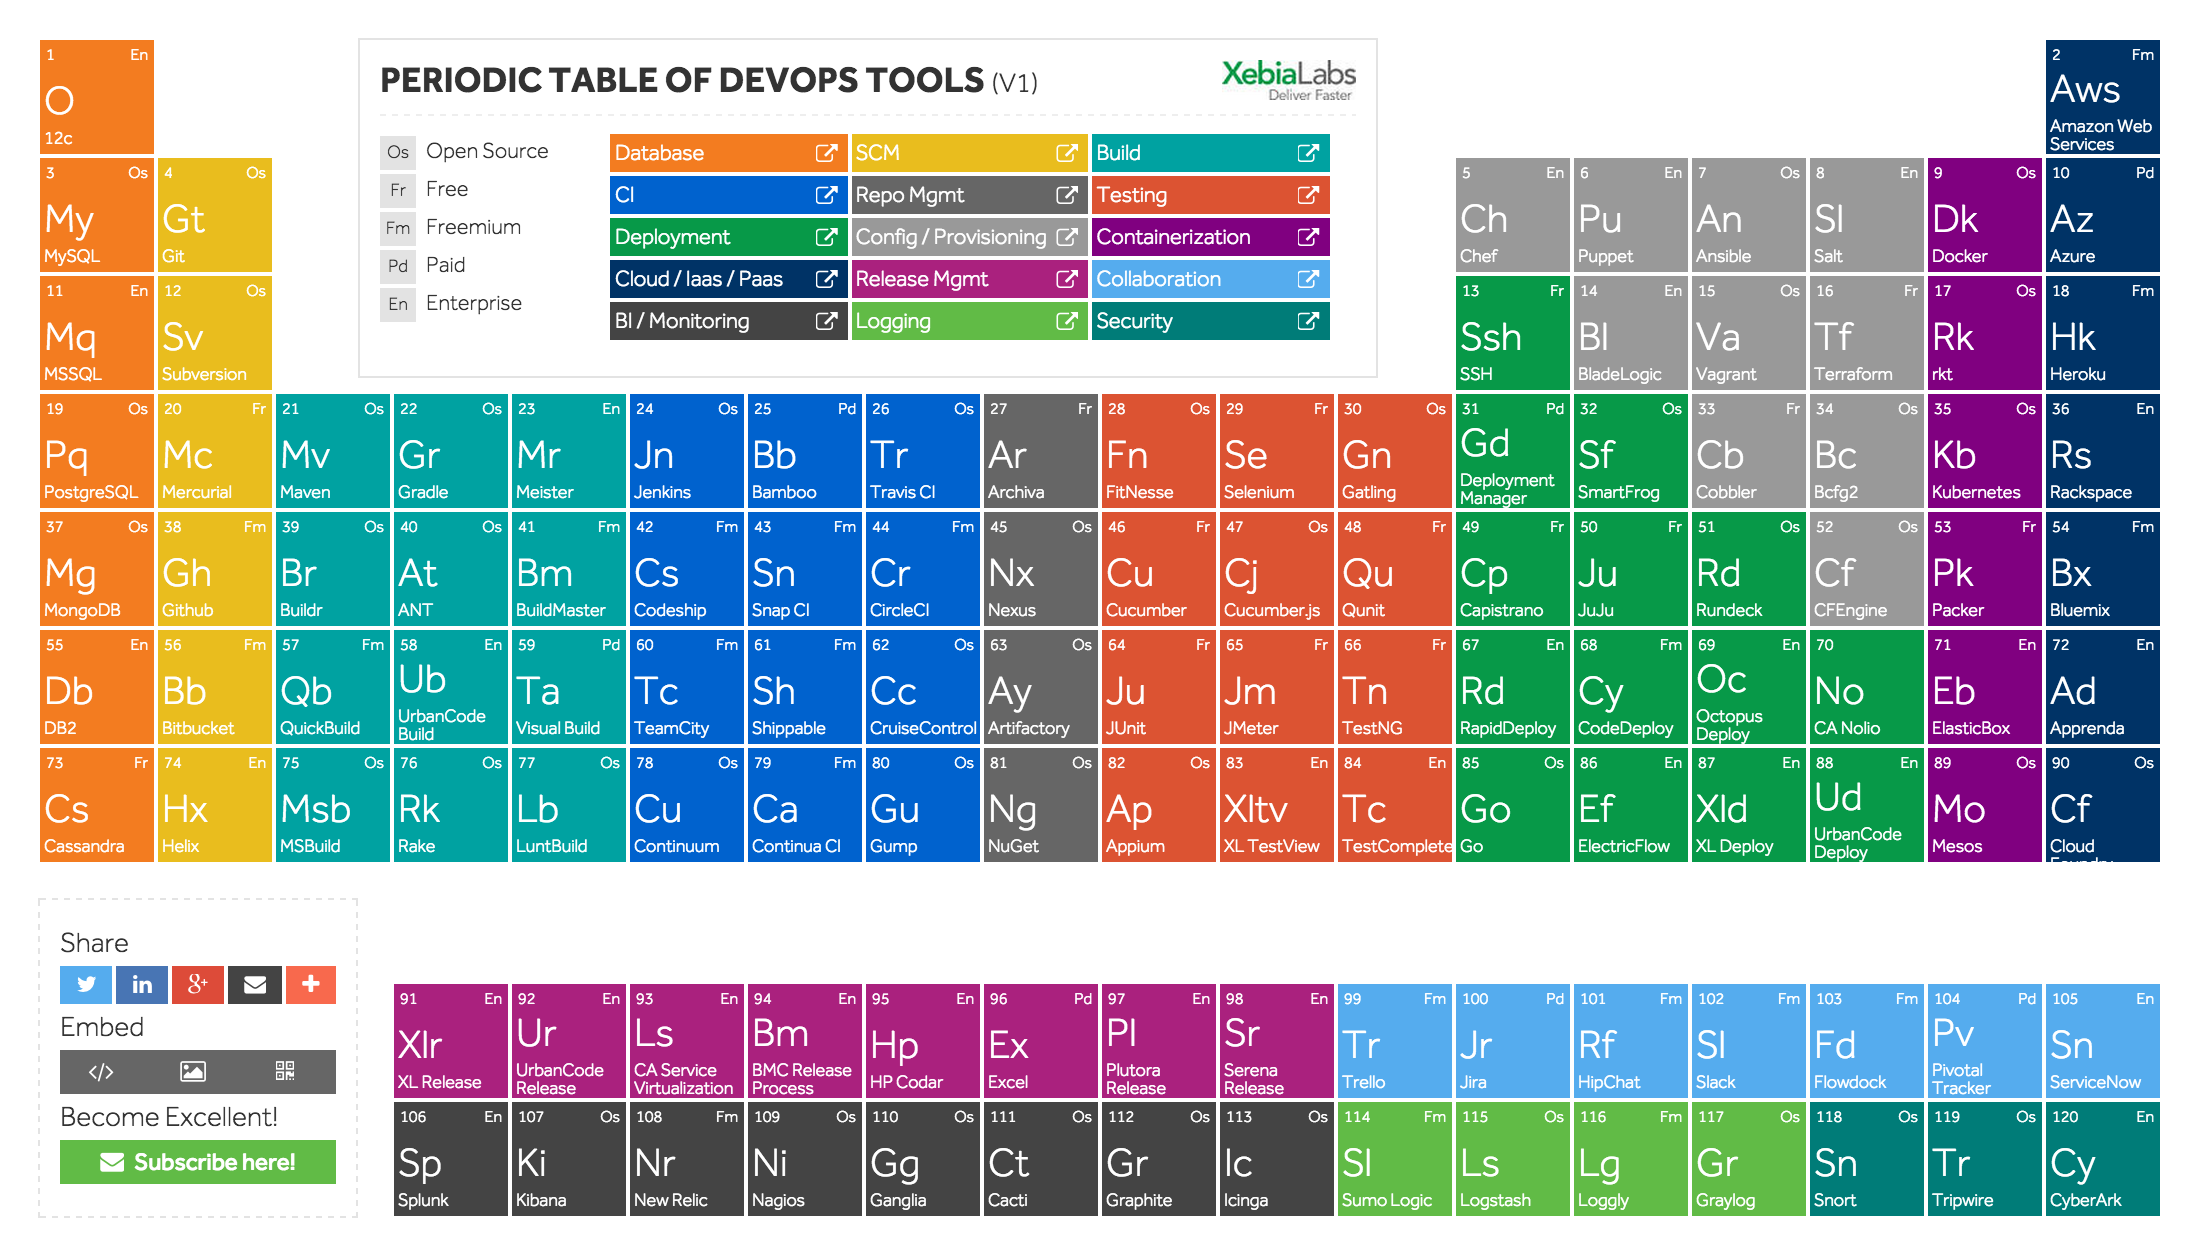 1 En
O
12c
PERIODIC TABLE OF DEVOPS TOOLS (V1)
XebiaLabs
Deliver Faster
Os Open Source
Fr Free
Fm Freemium
Pd Paid
En Enterprise
Database SCM Build
CI Repo Mgmt Testing
Deployment Config / Provisioning Containerization
Cloud / Iaas / Paas Release Mgmt Collaboration
BI / Monitoring Logging Security
2 Fm
Aws
Amazon Web
Services
3 Os 4 Os 5 En 6 En 7 Os 8 En 9 Os 10 Pd
My Gt Ch Pu An Sl Dk Az
MySQL Git Chef Puppet Ansible Salt Docker Azure
11 En 12 Os 13 Fr 14 En 15 Os 16 Fr 17 Os 18 Fm
Mq Sv Ssh Bl Va Tf Rk Hk
MSSQL Subversion SSH BladeLogic Vagrant Terraform rkt Heroku
19 Os 20 Fr 21 Os 22 Os 23 En 24 Os 25 Pd 26 Os 27 Fr 28 Os 29 Fr 30 Os 31 Pd 32 Os 33 Fr 34 Os 35 Os 36 En
Pq Mc Mv Gr Mr Jn Bb Tr Ar Fn Se Gn Gd Sf Cb Bc Kb Rs
PostgreSQL Mercurial Maven Gradle Meister Jenkins Bamboo Travis CI Archiva FitNesse Selenium Gatling Deployment Manager SmartFrog Cobbler Bcfg2 Kubernetes Rackspace
37 Os 38 Fm 39 Os 40 Os 41 Fm 42 Fm 43 Fm 44 Fm 45 Os 46 Fr 47 Os 48 Fr 49 Fr 50 Fr 51 Os 52 Os 53 Fr 54 Fm
Mg Gh Br At Bm Cs Sn Cr Nx Cu Cj Qu Cp Ju Rd Cf Pk Bx
MongoDB Github Buildr ANT BuildMaster Codeship Snap CI CircleCI Nexus Cucumber Cucumber.js Qunit Capistrano JuJu Rundeck CFEngine Packer Bluemix
55 En 56 Fm 57 Fm 58 En 59 Pd 60 Fm 61 Fm 62 Os 63 Os 64 Fr 65 Fr 66 Fr 67 En 68 Fm 69 En 70 71 En 72 En
Db Bb Qb Ub Ta Tc Sh Cc Ay Ju Jm Tn Rd Cy Oc No Eb Ad
DB2 Bitbucket QuickBuild UrbanCode Build Visual Build TeamCity Shippable CruiseControl Artifactory JUnit JMeter TestNG RapidDeploy CodeDeploy Octopus Deploy CA Nolio ElasticBox Apprenda
73 Fr 74 En 75 Os 76 Os 77 Os 78 Os 79 Fm 80 Os 81 Os 82 Os 83 En 84 En 85 Os 86 En 87 En 88 En 89 Os 90 Os
Cs Hx Msb Rk Lb Cu Ca Gu Ng Ap Xltv Tc Go Ef Xld Ud Mo Cf
Cassandra Helix MSBuild Rake LuntBuild Continuum Continua CI Gump NuGet Appium XL TestView TestComplete Go ElectricFlow XL Deploy UrbanCode Deploy Mesos Cloud
Share
Embed
Become Excellent!
Subscribe here!
91 En 92 En 93 En 94 En 95 En 96 Pd 97 En 98 En 99 Fm 100 Pd 101 Fm 102 Fm 103 Fm 104 Pd 105 En
Xlr Ur Ls Bm Hp Ex Pl Sr Tr Jr Rf Sl Fd Pv Sn
XL Release UrbanCode Release CA Service Virtualization BMC Release Process HP Codar Excel Plutora Release Serena Release Trello Jira HipChat Slack Flowdock Pivotal Tracker ServiceNow
106 En 107 Os 108 Fm 109 Os 110 Os 111 Os 112 Os 113 Os 114 Fm 115 Os 116 Fm 117 Os 118 Os 119 Os 120 En
Sp Ki Nr Ni Gg Ct Gr Ic Sl Ls Lg Gr Sn Tr Cy
Splunk Kibana New Relic Nagios Ganglia Cacti Graphite Icinga Sumo Logic Logstash Loggly Graylog Snort Tripwire CyberArk